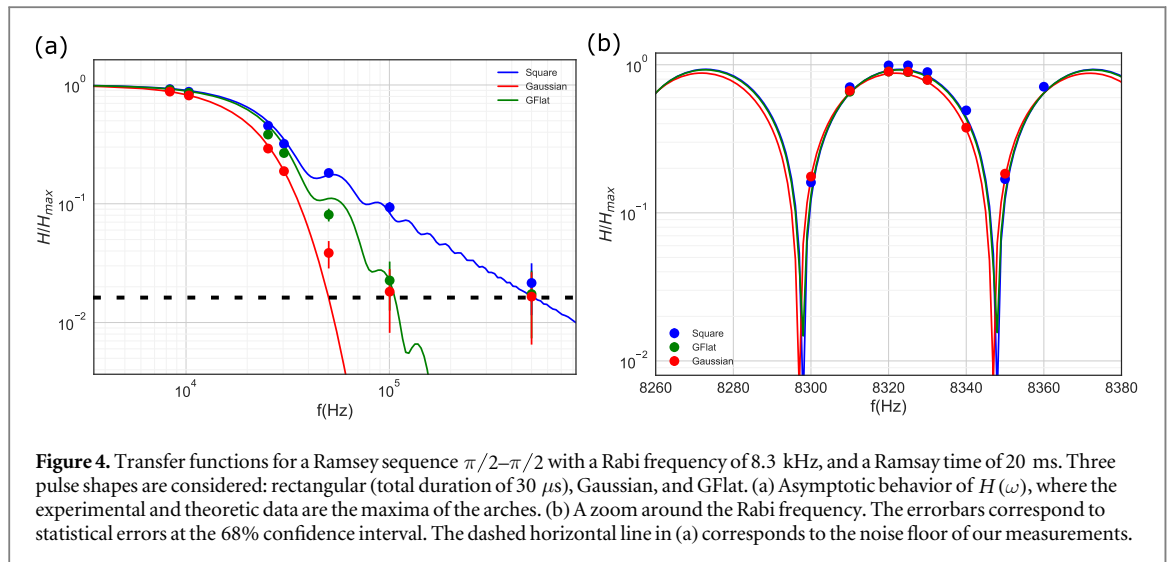 (a)
10^0
10^-1
10^-2
H/H_max
10^4
10^5
f(Hz)
Square
Gaussian
GFlat
(b)
10^0
10^-1
10^-2
H/H_max
Square
GFlat
Gaussian
8260 8280 8300 8320 8340 8360 8380
f(Hz)
Figure 4. Transfer functions for a Ramsey sequence π/2–π/2 with a Rabi frequency of 8.3 kHz, and a Ramsay time of 20 ms. Three
pulse shapes are considered: rectangular (total duration of 30 μs), Gaussian, and GFlat. (a) Asymptotic behavior of H(ω), where the
experimental and theoretic data are the maxima of the arches. (b) A zoom around the Rabi frequency. The errorbars correspond to
statistical errors at the 68% confidence interval. The dashed horizontal line in (a) corresponds to the noise floor of our measurements.